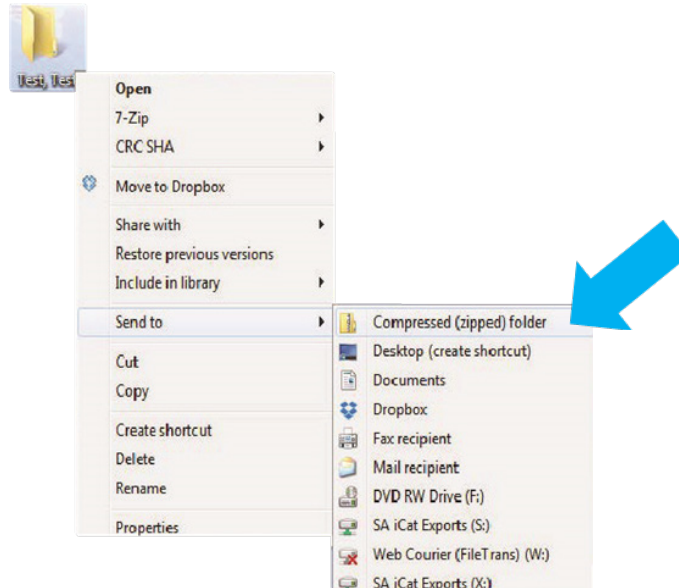 Test, Test
Open
7-Zip
CRC SHA
Move to Dropbox
Share with
Restore previous versions
Include in library
Send to
Cut
Copy
Create shortcut
Delete
Rename
Properties
Compressed (zipped) folder
Desktop (create shortcut)
Documents
Dropbox
Fax recipient
Mail recipient
DVD RW Drive (F:)
SA iCat Exports (S:)
Web Courier (FileTrans) (W:)
SA iCat Exports (X:)